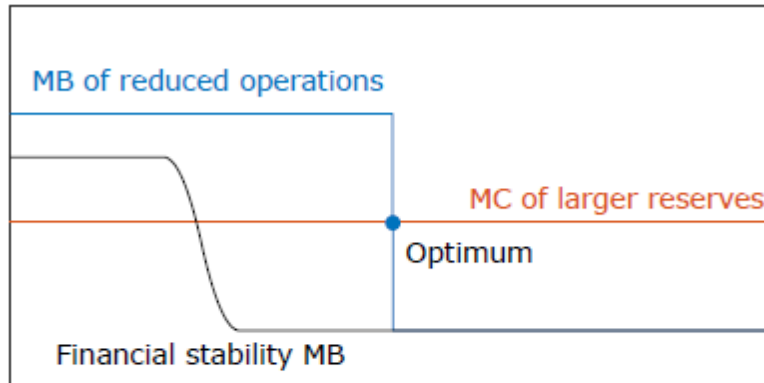 MB of reduced operations
MC of larger reserves
Optimum
Financial stability MB